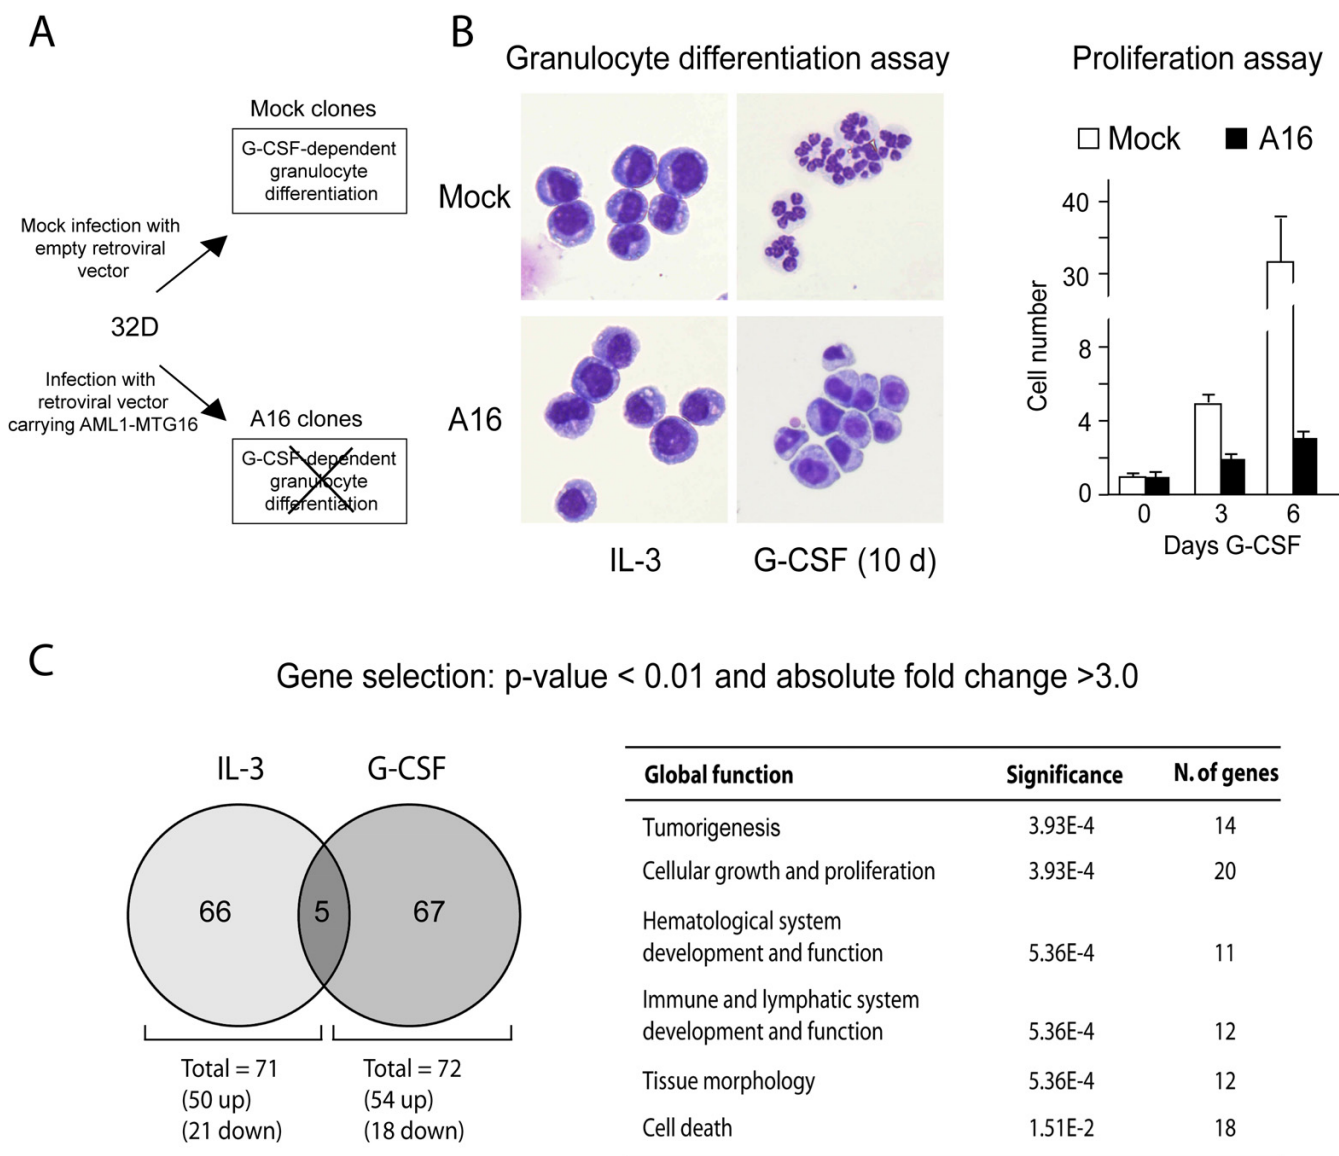 A
Mock clones
G-CSF-dependent
granulocyte
differentiation
Mock infection with
empty retroviral
vector
32D
Infection with
retroviral vector
carrying AML1-MTG16
A16 clones
G-CSF-dependent
granulocyte
differentiation
B
Granulocyte differentiation assay
Mock
A16
IL-3
G-CSF (10 d)
Proliferation assay
Mock
A16
Cell number
40
30
8
4
0
0
3
6
Days G-CSF
C
Gene selection: p-value < 0.01 and absolute fold change >3.0
IL-3
G-CSF
66
5
67
Total = 71
(50 up)
(21 down)
Total = 72
(54 up)
(18 down)
Global function Significance N. of genes
Tumorigenesis 3.93E-4 14
Cellular growth and proliferation 3.93E-4 20
Hematological system
development and function 5.36E-4 11
Immune and lymphatic system
development and function 5.36E-4 12
Tissue morphology 5.36E-4 12
Cell death 1.51E-2 18